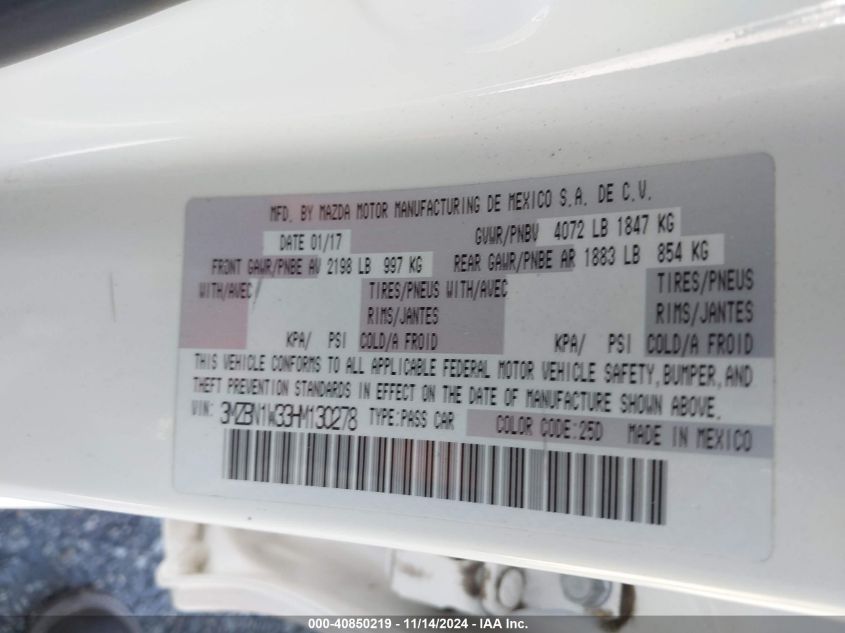 MFD. BY MAZDA MOTOR MANUFACTURING DE MEXICO S.A. DE C.V.
DATE 01/17 GVWR/PNBV 4072 LB 1847 KG
FRONT GAWR/PNBE AV 2198 LB 997 KG REAR GAWR/PNBE AR 1883 LB 854 KG
WITH/AVEC TIRES/PNEUS WITH/AVEC TIRES/PNEUS
RIMS/JANTES RIMS/JANTES
KPA/ PSI COLD/A FROID KPA/ PSI COLD/A FROID
THIS VEHICLE CONFORMS TO ALL APPLICABLE FEDERAL MOTOR VEHICLE SAFETY, BUMPER, AND
THEFT PREVENTION STANDARDS IN EFFECT ON THE DATE OF MANUFACTURE SHOWN ABOVE.
VIN: 3MZBN1W33HM130278 TYPE:PASS CAR COLOR CODE:25D MADE IN MEXICO
000-40850219 - 11/14/2024 - IAA Inc.